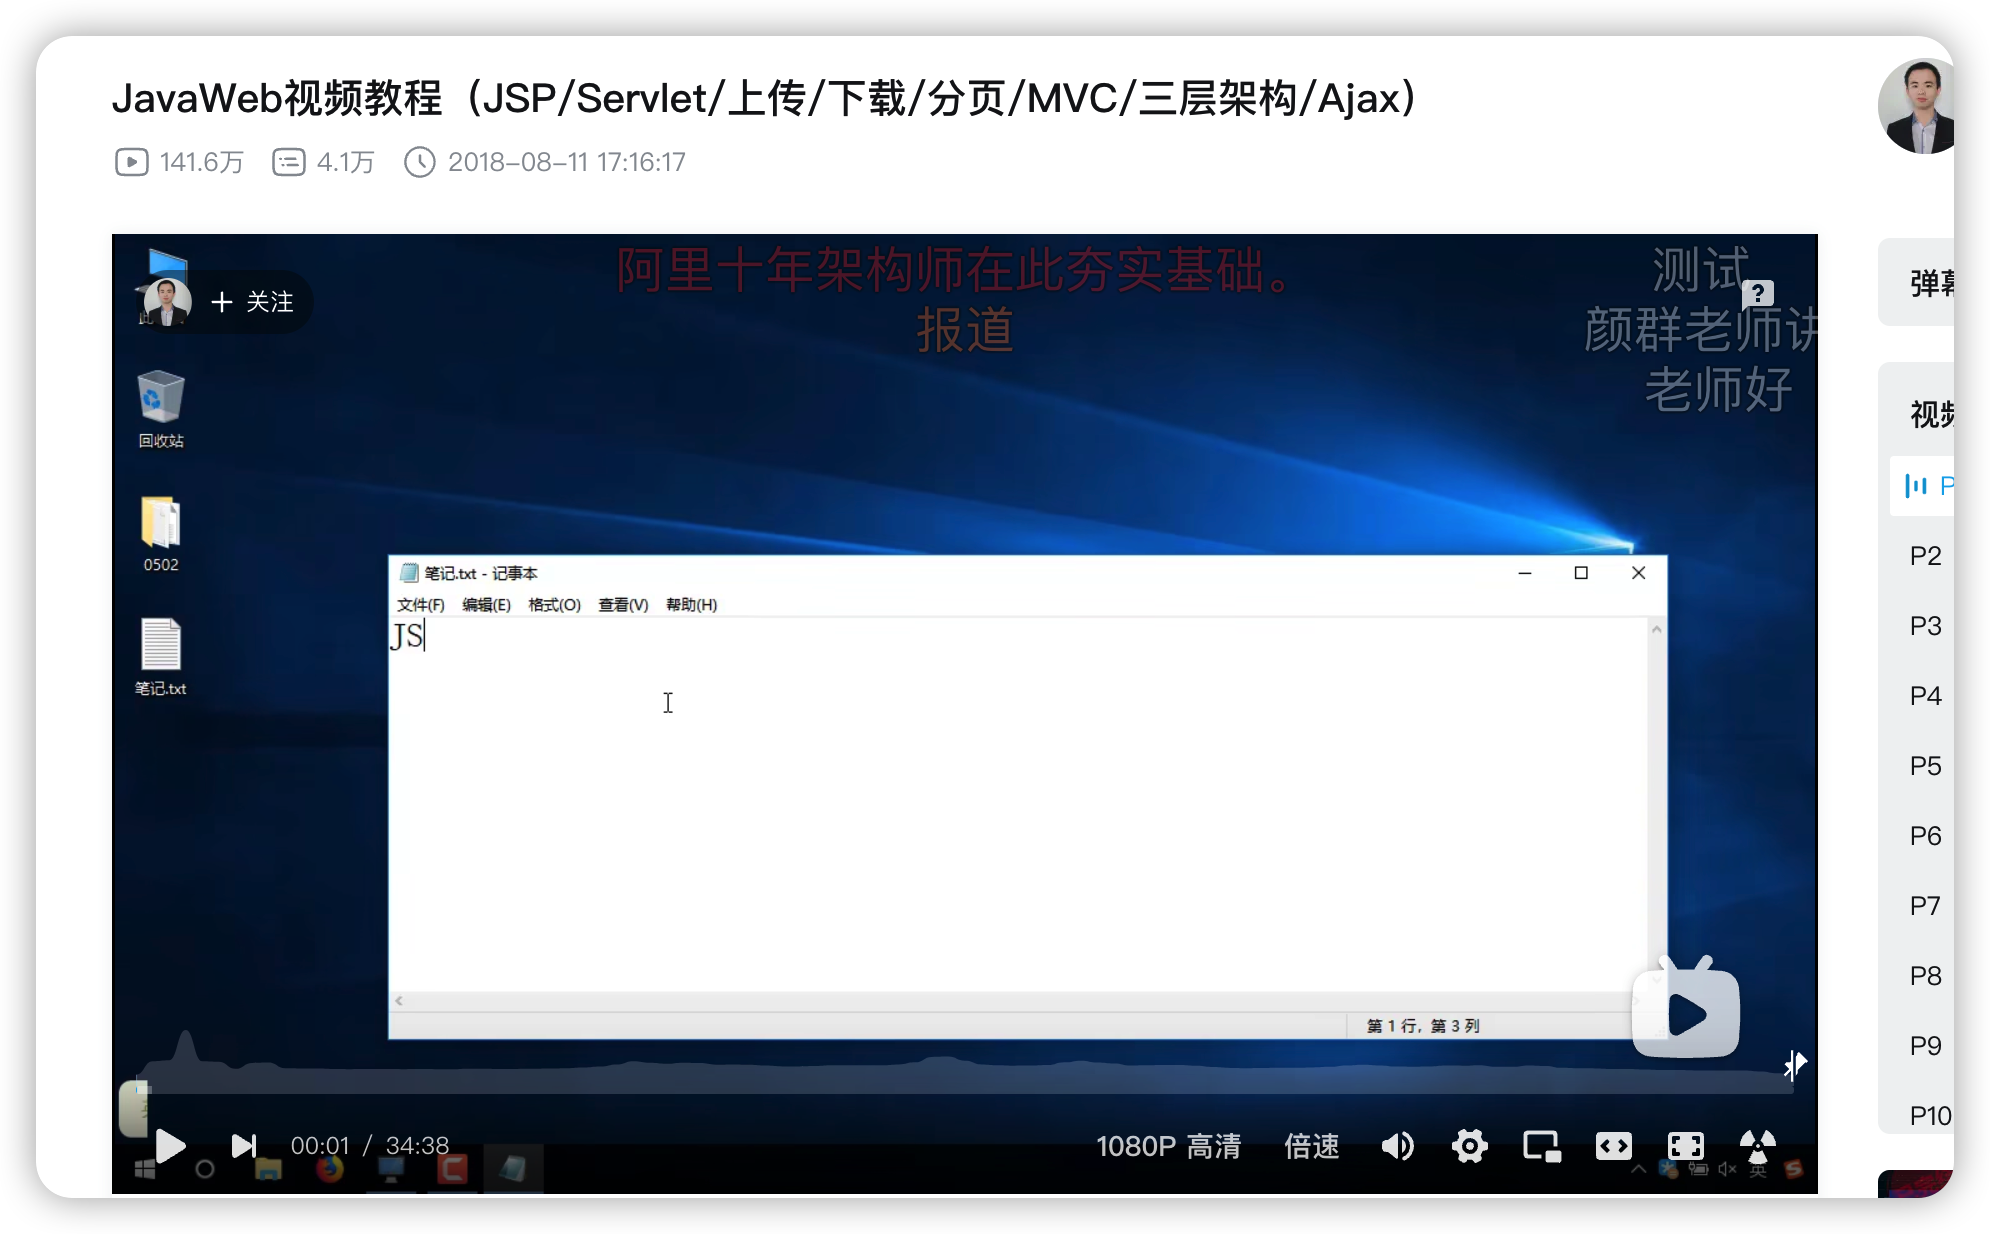 JavaWeb视频教程（JSP/Servlet/上传/下载/分页/MVC/三层架构/Ajax）
141.6万 4.1万 2018-08-11 17:16:17
阿里十年架构师在此夯实基础。
测试
+ 关注
报道
颜群老师讲
老师好
回收站
0502
笔记.txt
笔记.txt - 记事本
文件(F) 编辑(E) 格式(O) 查看(V) 帮助(H)
JS
第 1 行，第 3 列
00:01 / 34:38
1080P 高清 倍速
英
弹幕
视频
P
P2
P3
P4
P5
P6
P7
P8
P9
P10